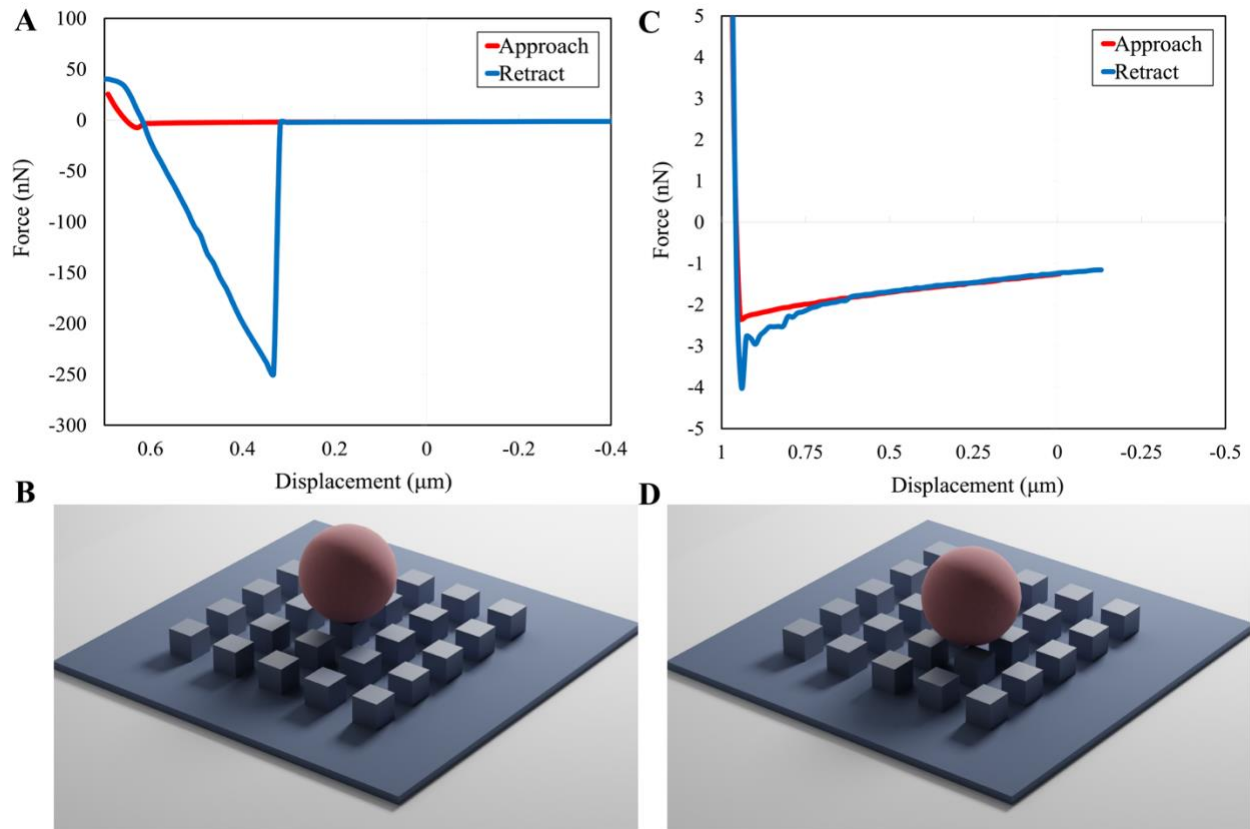 A
100
50
0
-50
-100
-150
-200
-250
-300
Force (nN)
Approach
Retract
0.6
0.4
0.2
0
-0.2
-0.4
Displacement (μm)
C
5
4
3
2
1
0
-1
-2
-3
-4
-5
Force (nN)
Approach
Retract
1
0.75
0.5
0.25
0
-0.25
-0.5
Displacement (μm)
B
D